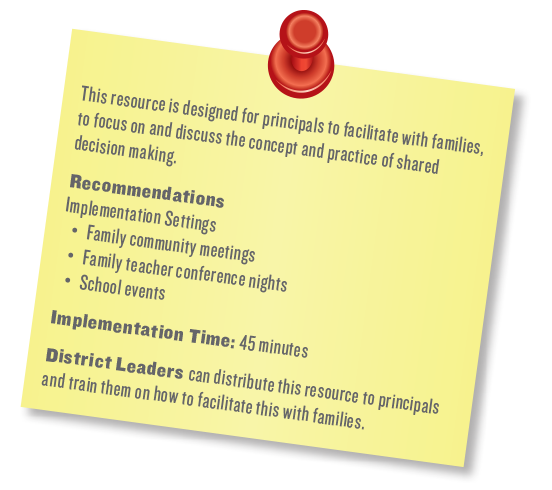 This resource is designed for principals to facilitate with families,
to focus on and discuss the concept and practice of shared
decision making.
Recommendations
Implementation Settings
• Family community meetings
• Family teacher conference nights
• School events
Implementation Time: 45 minutes
District Leaders can distribute this resource to principals
and train them on how to facilitate this with families.